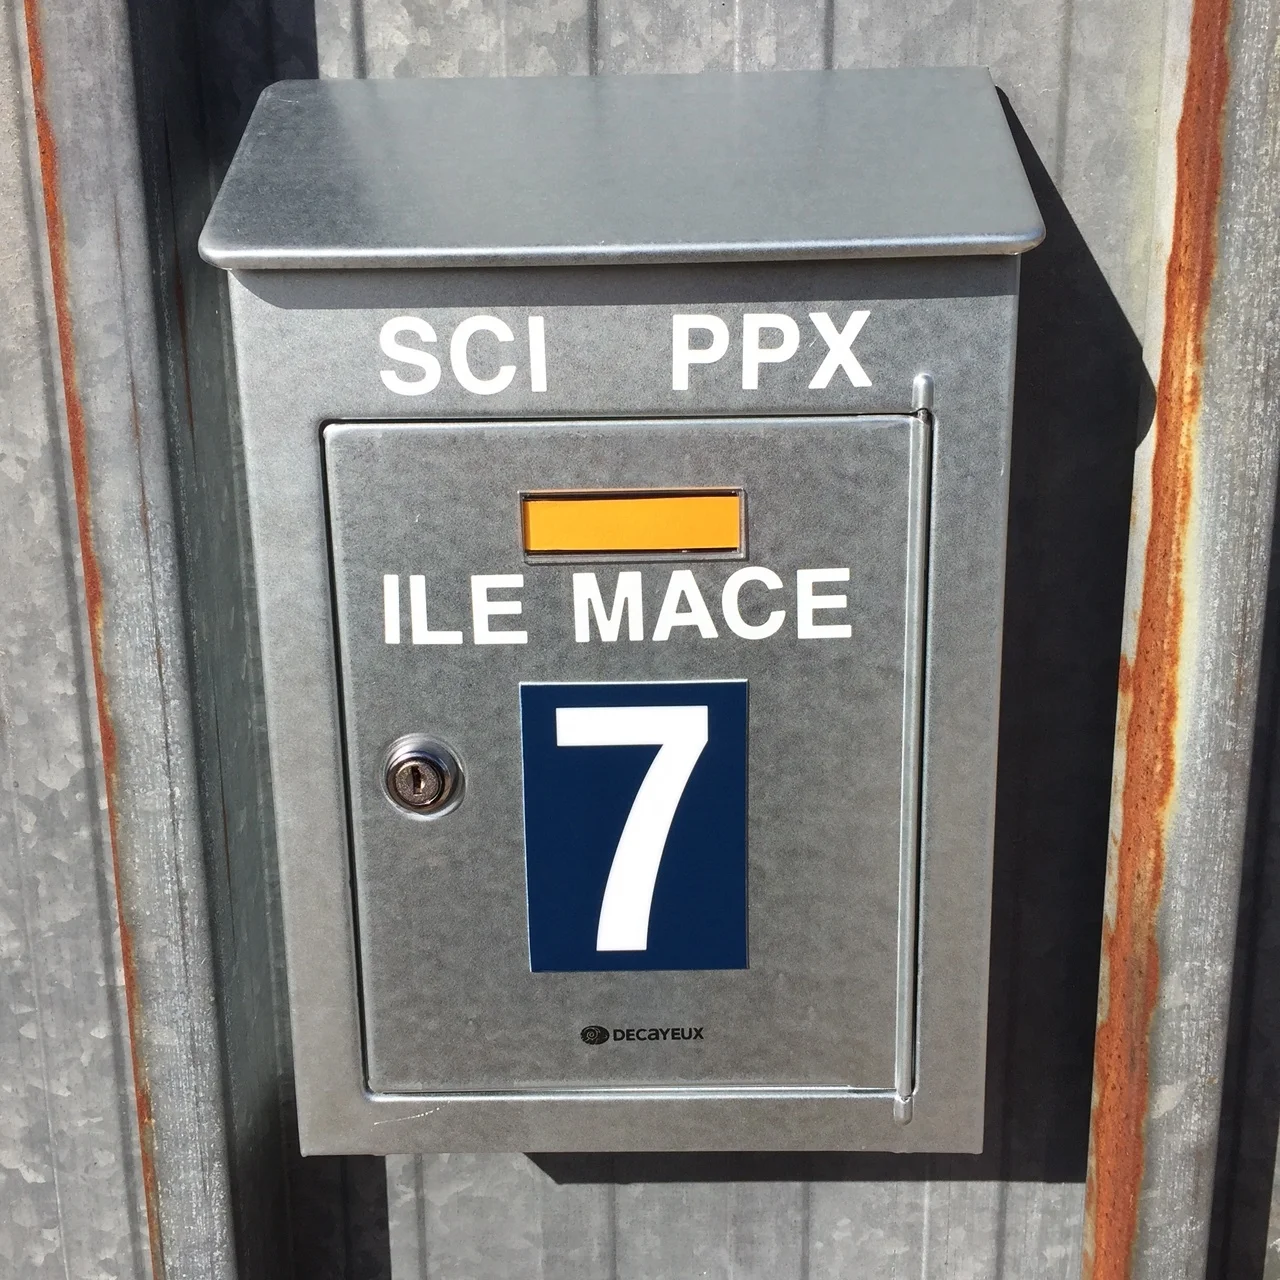 SCI PPX
ILE MACE
7
DECAYEUX